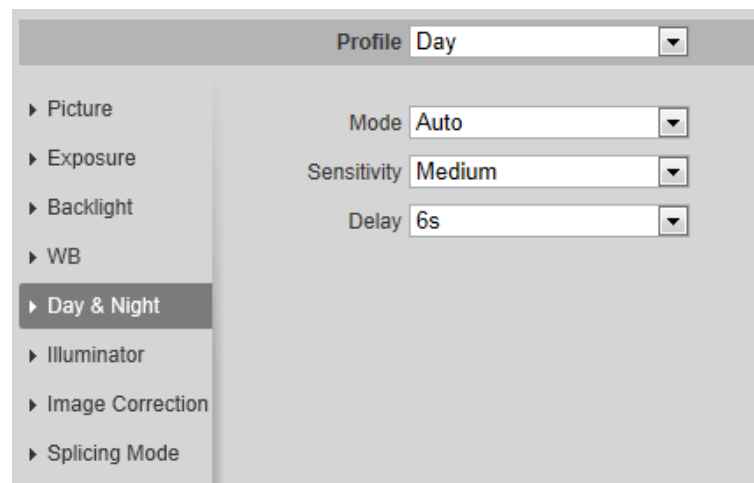 Profile Day
Picture
Mode Auto
Exposure
Sensitivity Medium
Backlight
Delay 6s
WB
Day & Night
Illuminator
Image Correction
Splicing Mode